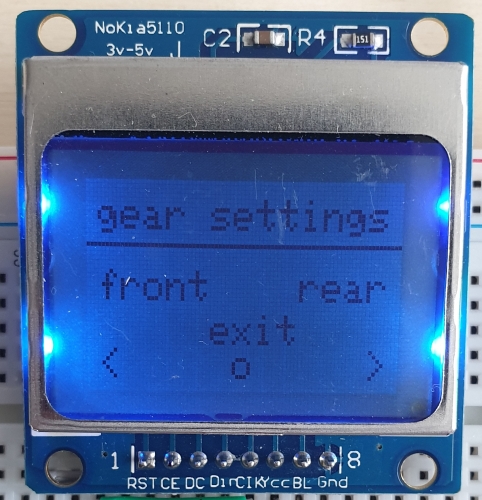 NoKia5110
3v-5v
C2 R4 151
gear settings
front rear
exit
< o >
1 8
RST CE DC Din Clk Vcc BL Gnd